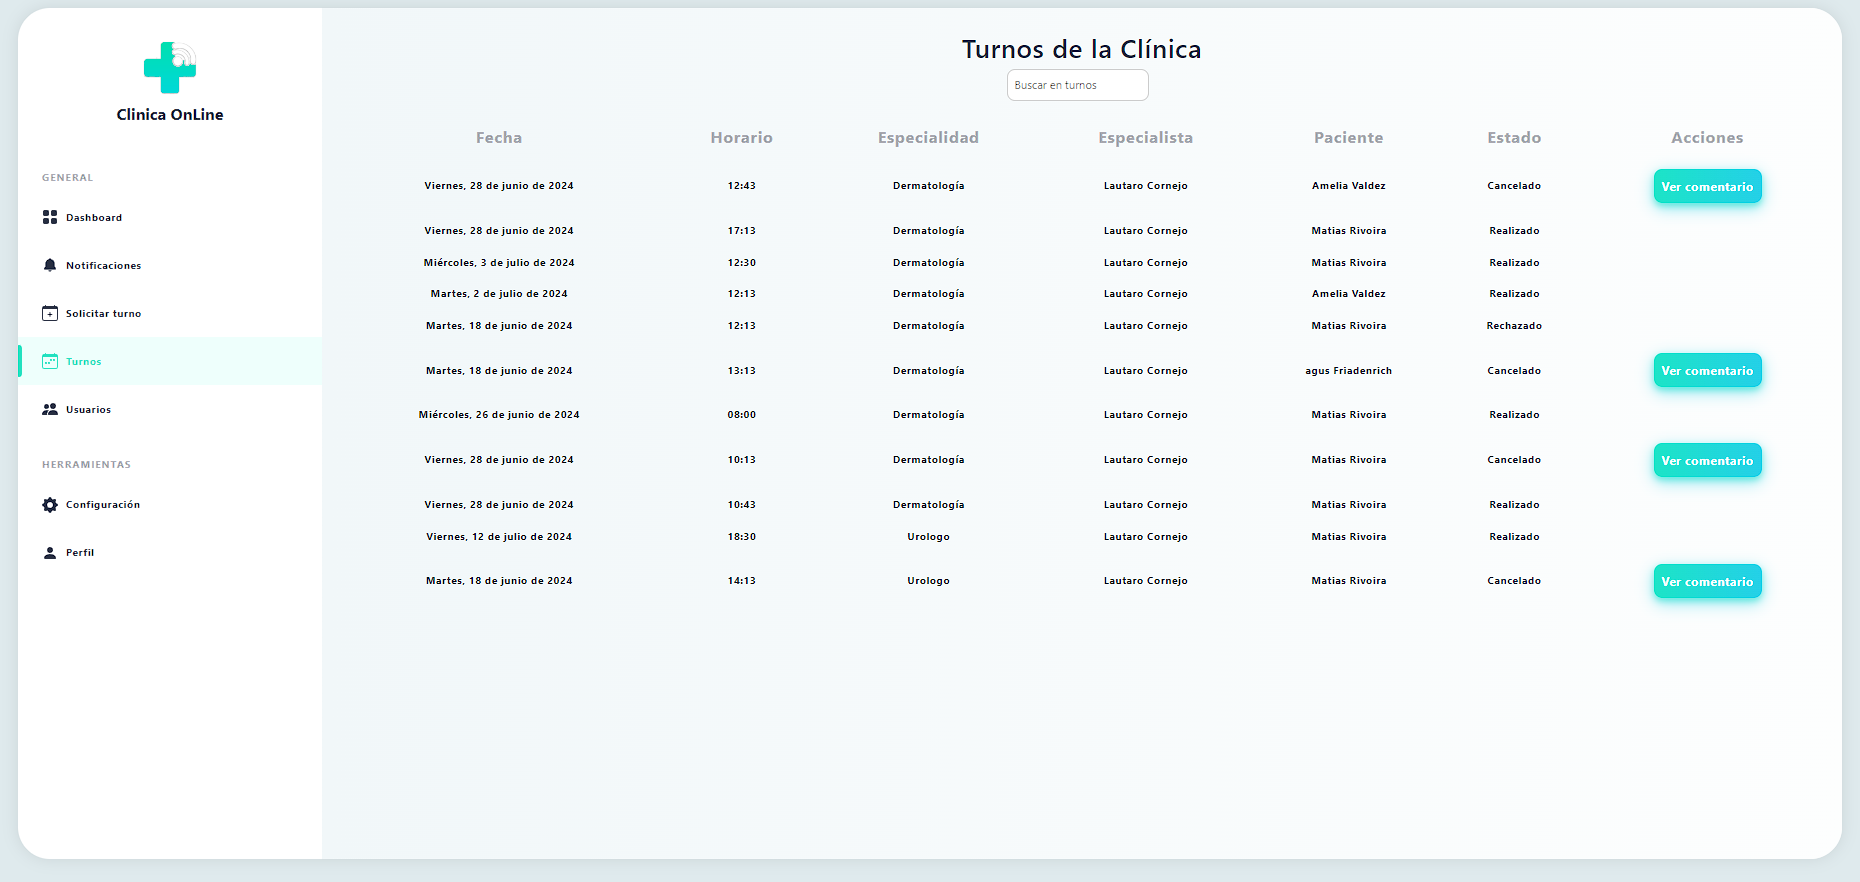 Clinica OnLine
GENERAL
Dashboard
Notificaciones
Solicitar turno
Turnos
Usuarios
HERRAMIENTAS
Configuración
Perfil
Turnos de la Clínica
Buscar en turnos
Fecha Horario Especialidad Especialista Paciente Estado Acciones
Viernes, 28 de junio de 2024 12:43 Dermatología Lautaro Cornejo Amelia Valdez Cancelado Ver comentario
Viernes, 28 de junio de 2024 17:13 Dermatología Lautaro Cornejo Matias Rivoira Realizado
Miércoles, 3 de julio de 2024 12:30 Dermatología Lautaro Cornejo Matias Rivoira Realizado
Martes, 2 de julio de 2024 12:13 Dermatología Lautaro Cornejo Amelia Valdez Realizado
Martes, 18 de junio de 2024 12:13 Dermatología Lautaro Cornejo Matias Rivoira Rechazado
Martes, 18 de junio de 2024 13:13 Dermatología Lautaro Cornejo agus Friadenrich Cancelado Ver comentario
Miércoles, 26 de junio de 2024 08:00 Dermatología Lautaro Cornejo Matias Rivoira Realizado
Viernes, 28 de junio de 2024 10:13 Dermatología Lautaro Cornejo Matias Rivoira Cancelado Ver comentario
Viernes, 28 de junio de 2024 10:43 Dermatología Lautaro Cornejo Matias Rivoira Realizado
Viernes, 12 de julio de 2024 18:30 Urologo Lautaro Cornejo Matias Rivoira Realizado
Martes, 18 de junio de 2024 14:13 Urologo Lautaro Cornejo Matias Rivoira Cancelado Ver comentario